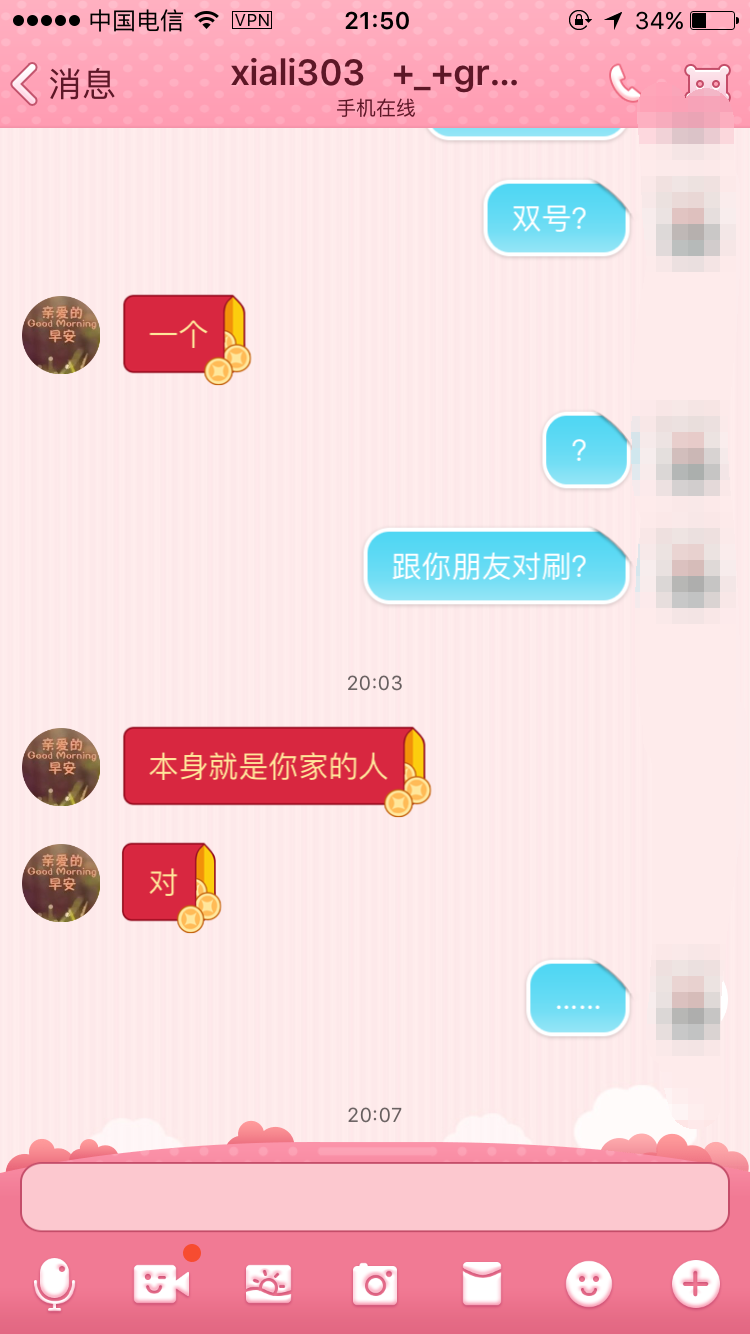 中国电信 VPN 21:50 34%
消息 xiali303 +_+gr...
手机在线
双号?
亲爱的
Good Morning
早安
一个
?
跟你朋友对刷?
20:03
亲爱的
Good Morning
早安
本身就是你家的人
亲爱的
Good Morning
早安
对
......
20:07